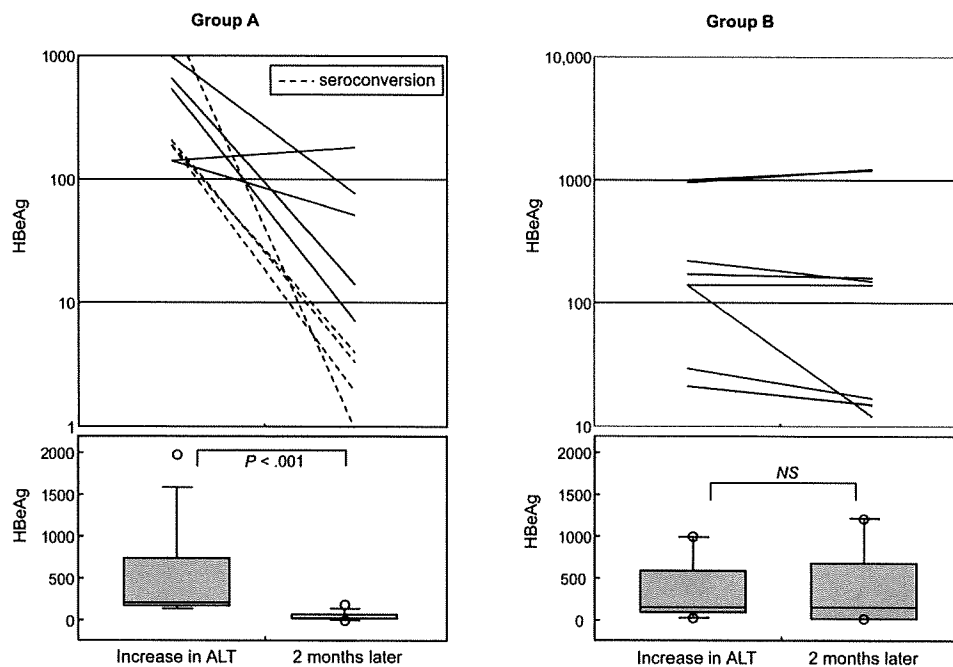 Group A
Group B
HBeAg
1000
100
10
1
seroconversion
HBeAg
10,000
1000
100
10
HBeAg
2000
1500
1000
500
0
P < .001
Increase in ALT
2 months later
HBeAg
2000
1500
1000
500
0
NS
Increase in ALT
2 months later